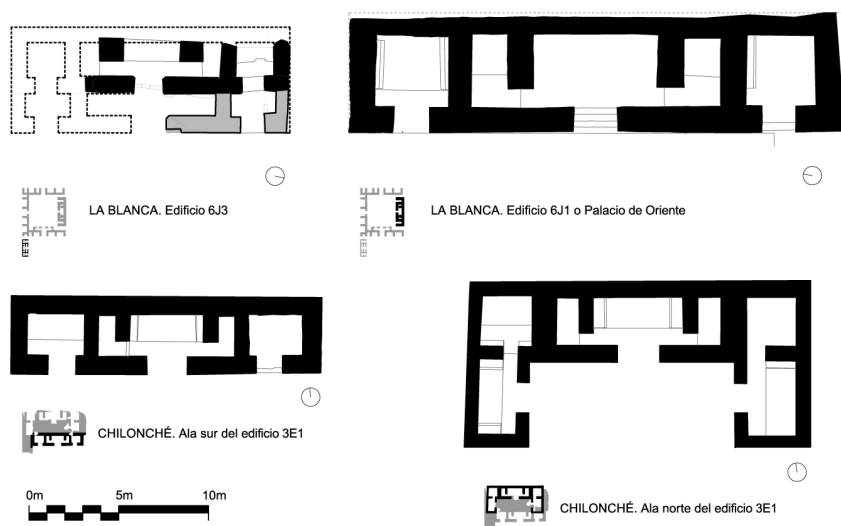 LA BLANCA. Edificio 6J3
LA BLANCA. Edificio 6J1 o Palacio de Oriente
CHILONCHÉ. Ala sur del edificio 3E1
0m 5m 10m
CHILONCHÉ. Ala norte del edificio 3E1